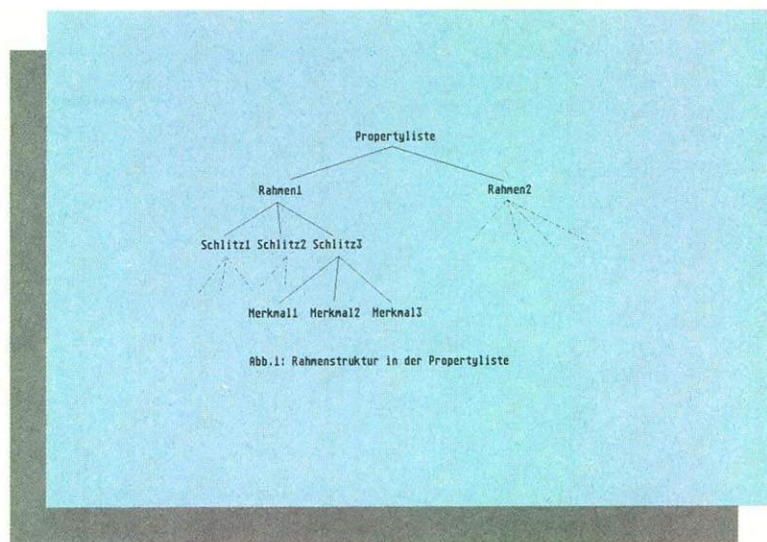 Propertyliste
Rahmen1 Rahmen2
Schlitz1 Schlitz2 Schlitz3
Merkmal1 Merkmal2 Merkmal3
Abb.1: Rahmenstruktur in der Propertyliste